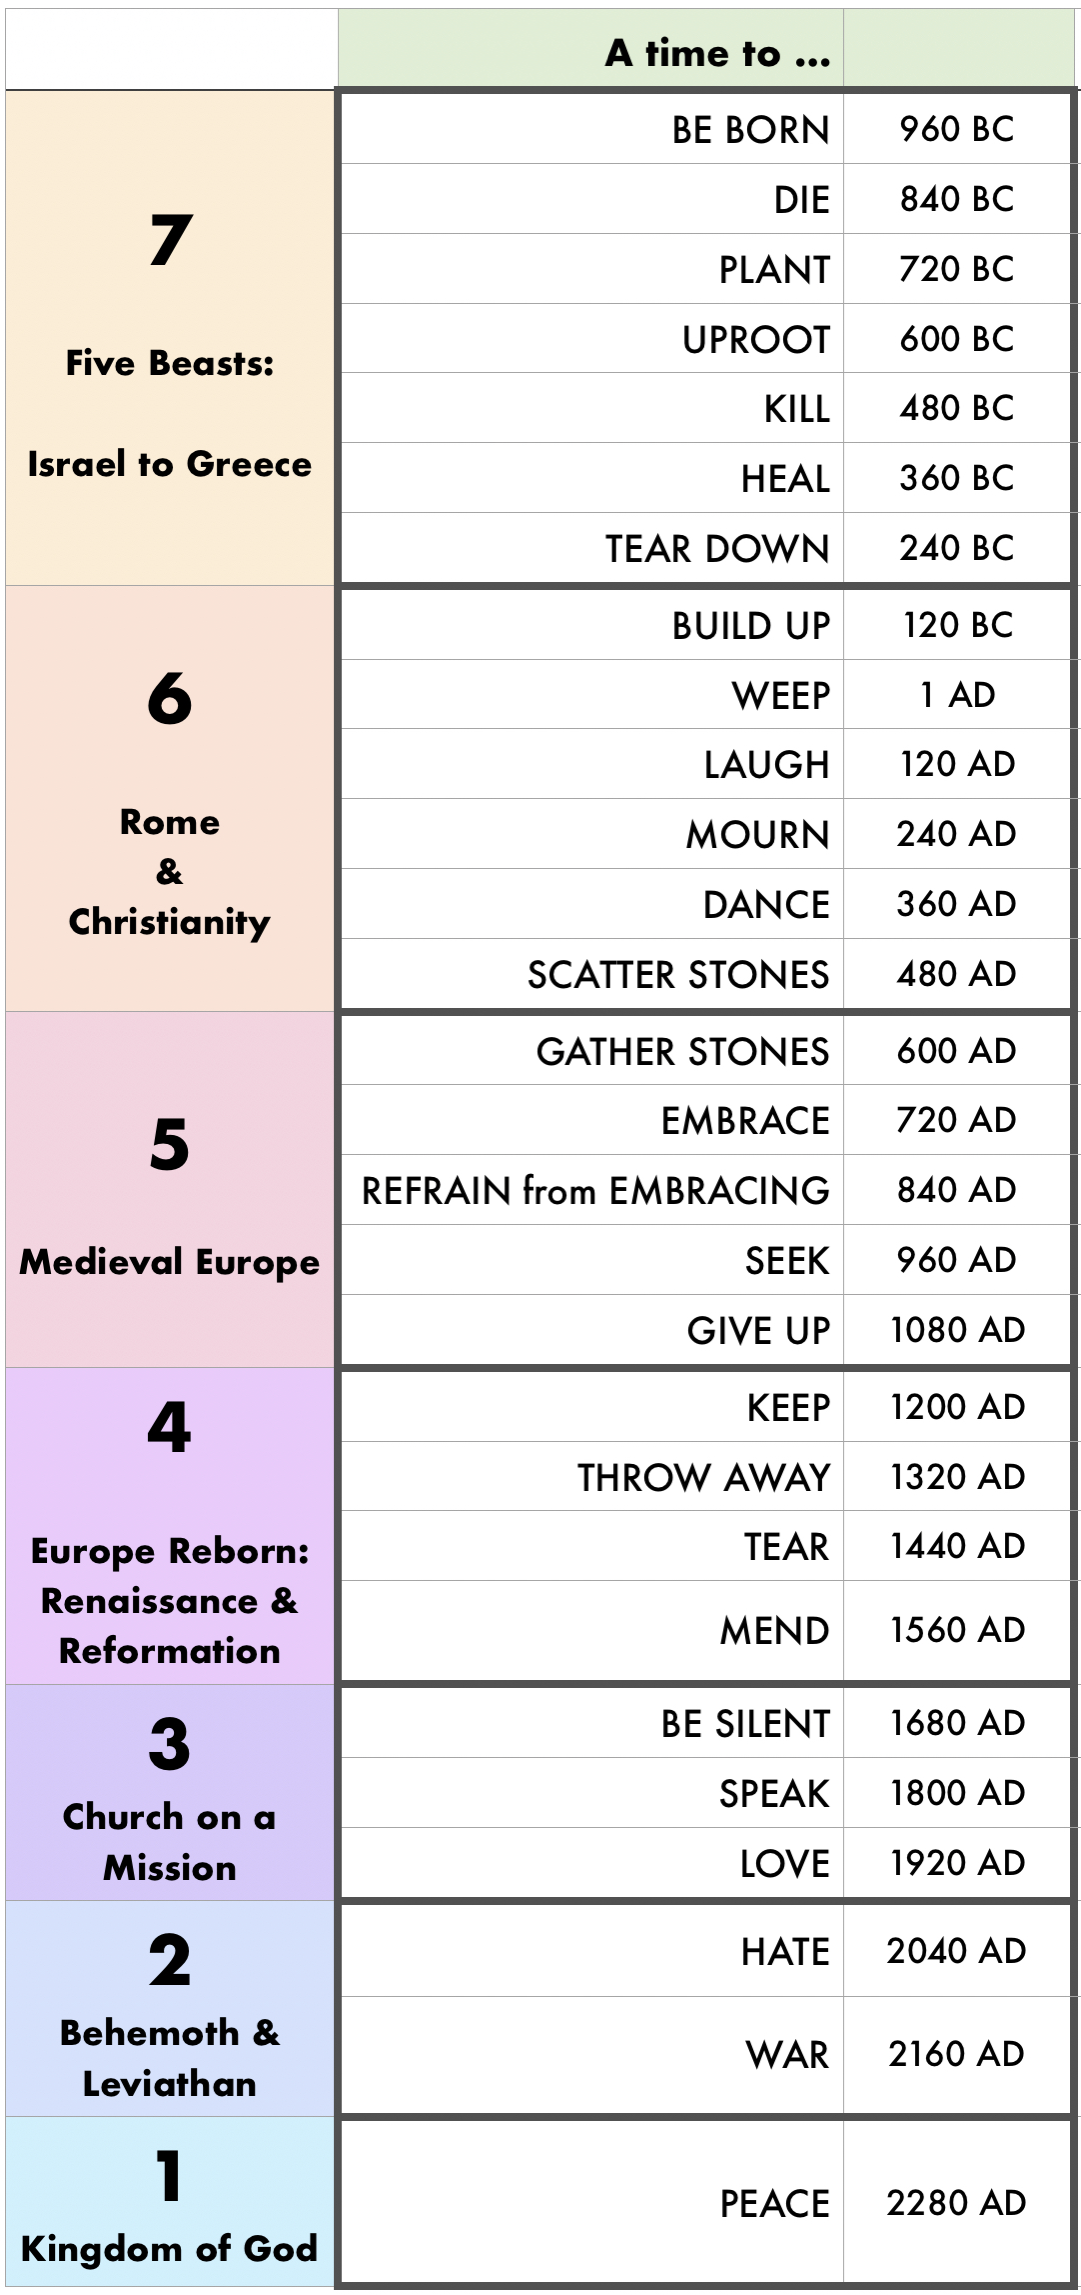 A time to ...
7
Five Beasts:
Israel to Greece
BE BORN 960 BC
DIE 840 BC
PLANT 720 BC
UPROOT 600 BC
KILL 480 BC
HEAL 360 BC
TEAR DOWN 240 BC
6
Rome
&
Christianity
BUILD UP 120 BC
WEEP 1 AD
LAUGH 120 AD
MOURN 240 AD
DANCE 360 AD
SCATTER STONES 480 AD
5
Medieval Europe
GATHER STONES 600 AD
EMBRACE 720 AD
REFRAIN from EMBRACING 840 AD
SEEK 960 AD
GIVE UP 1080 AD
4
Europe Reborn:
Renaissance &
Reformation
KEEP 1200 AD
THROW AWAY 1320 AD
TEAR 1440 AD
MEND 1560 AD
3
Church on a
Mission
BE SILENT 1680 AD
SPEAK 1800 AD
LOVE 1920 AD
2
Behemoth &
Leviathan
HATE 2040 AD
WAR 2160 AD
1
Kingdom of God
PEACE 2280 AD